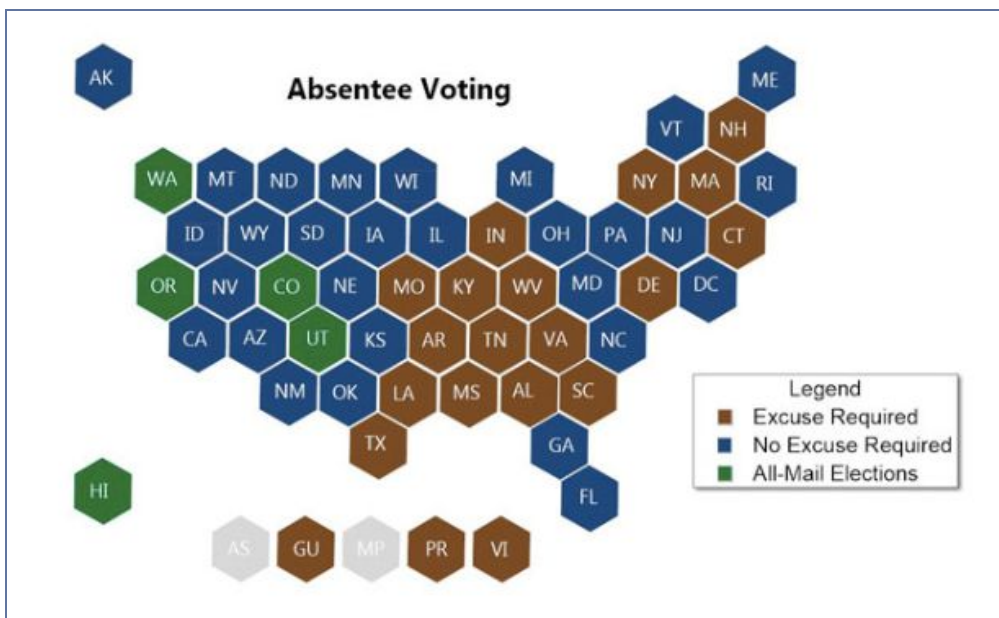 AK
Absentee Voting
ME
VT NH
WA MT ND MN WI MI NY MA RI
ID WY SD IA IL IN OH PA NJ CT
OR NV CO NE MO KY WV MD DE DC
CA AZ UT KS AR TN VA NC
NM OK LA MS AL SC
TX GA
HI FL
AS GU MP PR VI
Legend
Excuse Required
No Excuse Required
All-Mail Elections